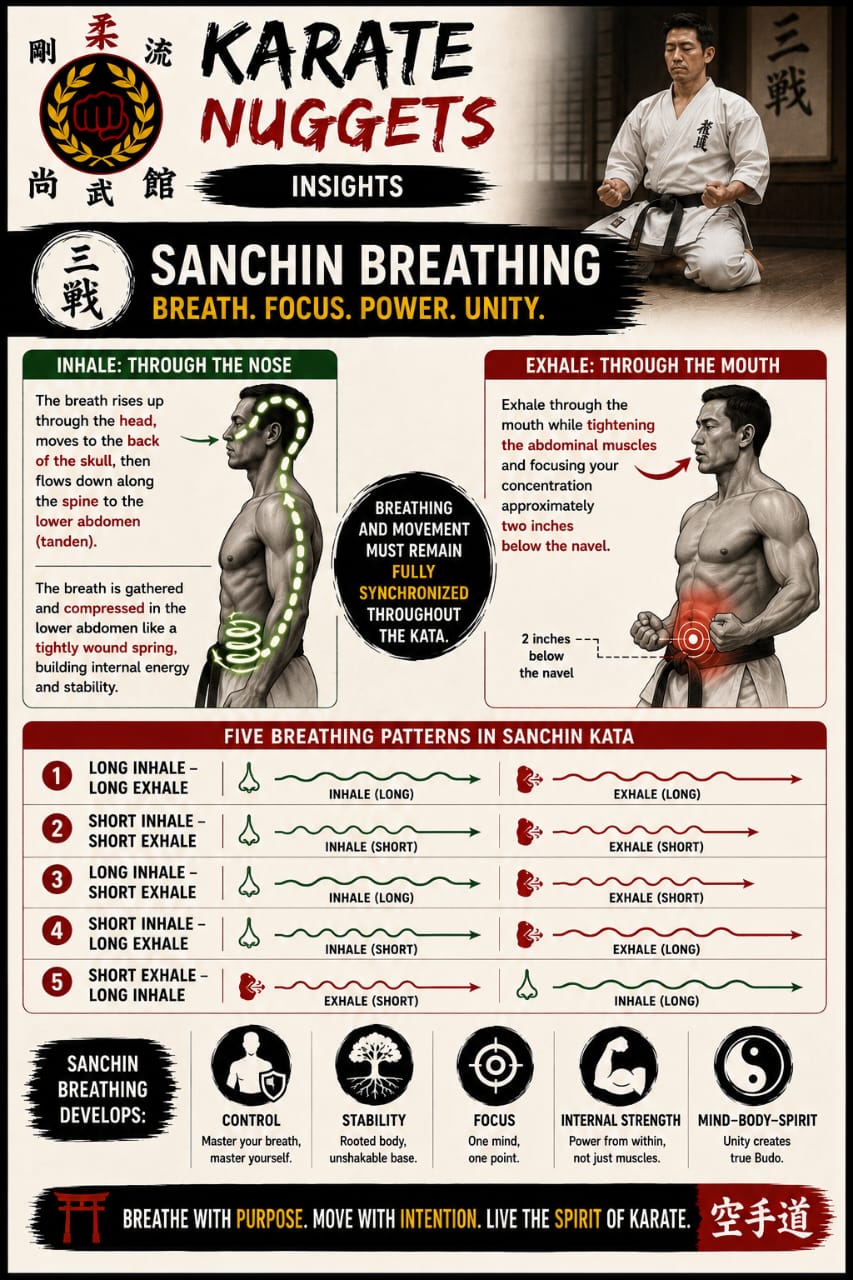 剛 柔 流
尚 武 館
KARATE
NUGGETS
INSIGHTS
三戦
三戦
SANCHIN BREATHING
BREATH. FOCUS. POWER. UNITY.
INHALE: THROUGH THE NOSE
The breath rises up
through the head,
moves to the back
of the skull, then
flows down along
the spine to the
lower abdomen
(tanden).
The breath is gathered
and compressed in the
lower abdomen like a
tightly wound spring,
building internal energy
and stability.
BREATHING
AND MOVEMENT
MUST REMAIN
FULLY
SYNCHRONIZED
THROUGHOUT
THE KATA.
EXHALE: THROUGH THE MOUTH
Exhale through the
mouth while tightening
the abdominal muscles
and focusing your
concentration
approximately
two inches
below the navel.
2 inches
below
the navel
FIVE BREATHING PATTERNS IN SANCHIN KATA
1 LONG INHALE –
LONG EXHALE
INHALE (LONG)
EXHALE (LONG)
2 SHORT INHALE –
SHORT EXHALE
INHALE (SHORT)
EXHALE (SHORT)
3 LONG INHALE –
SHORT EXHALE
INHALE (LONG)
EXHALE (SHORT)
4 SHORT INHALE –
LONG EXHALE
INHALE (SHORT)
EXHALE (LONG)
5 SHORT EXHALE –
LONG INHALE
EXHALE (SHORT)
INHALE (LONG)
SANCHIN
BREATHING
DEVELOPS:
CONTROL
Master your breath,
master yourself.
STABILITY
Rooted body,
unshakable base.
FOCUS
One mind,
one point.
INTERNAL STRENGTH
Power from within,
not just muscles.
MIND–BODY–SPIRIT
Unity creates
true Budo.
BREATHE WITH PURPOSE. MOVE WITH INTENTION. LIVE THE SPIRIT OF KARATE.
空手道